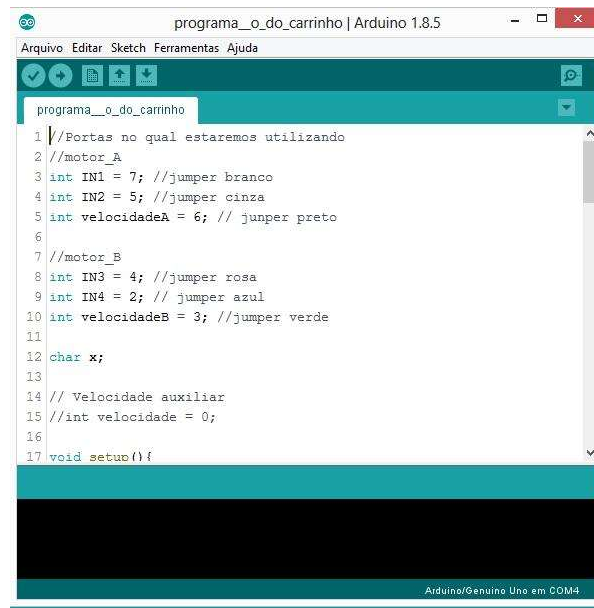 programa__o_do_carrinho | Arduino 1.8.5
Arquivo Editar Sketch Ferramentas Ajuda
programa__o_do_carrinho
1 //Portas no qual estaremos utilizando
2 //motor_A
3 int IN1 = 7; //jumper branco
4 int IN2 = 5; //jumper cinza
5 int velocidadeA = 6; // junper preto
6
7 //motor_B
8 int IN3 = 4; //jumper rosa
9 int IN4 = 2; // jumper azul
10 int velocidadeB = 3; //jumper verde
11
12 char x;
13
14 // Velocidade auxiliar
15 //int velocidade = 0;
16
17 void setup(){
Arduino/Genuino Uno em COM4